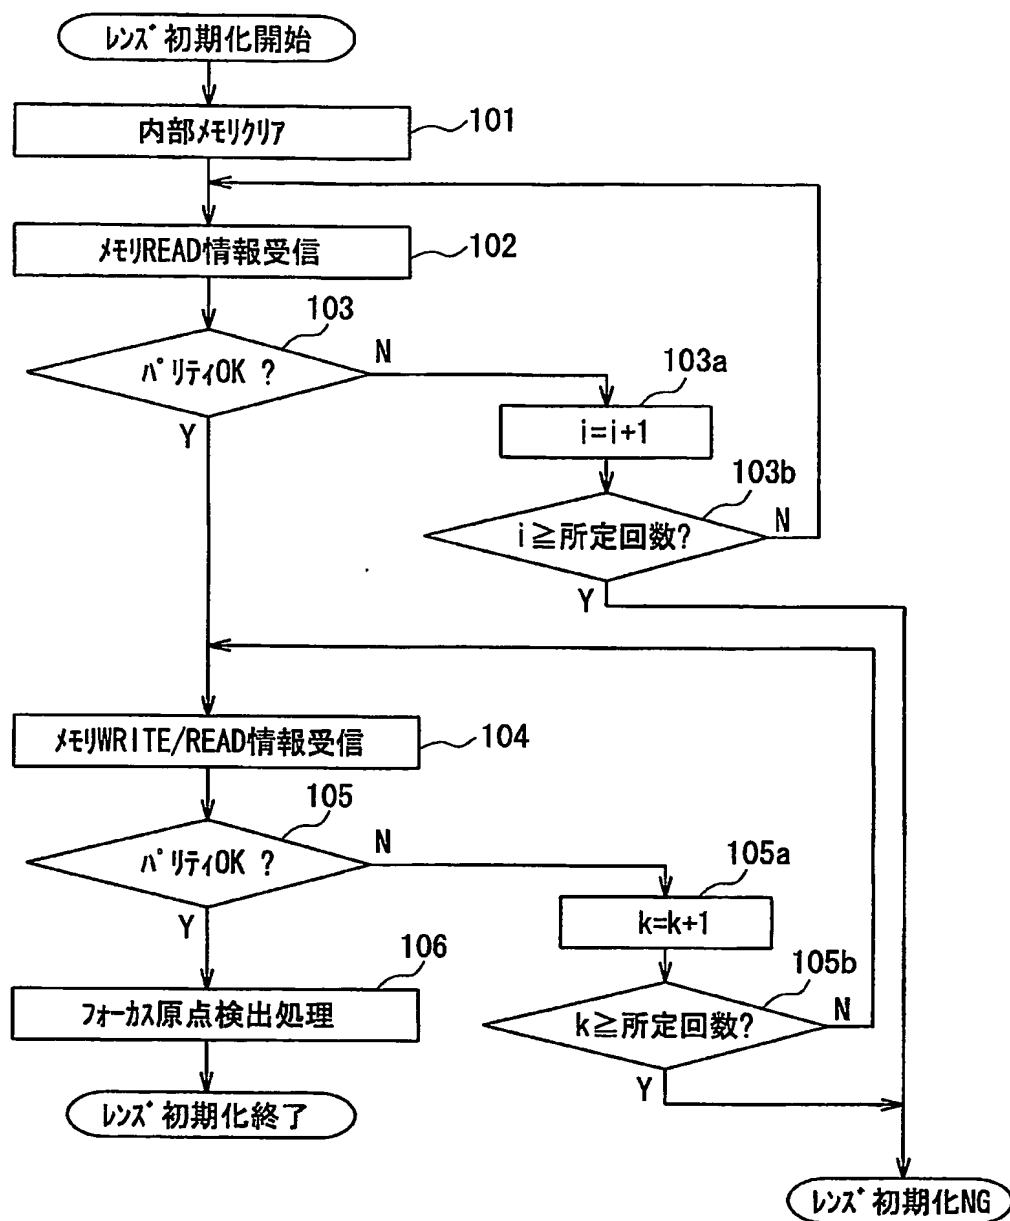 ﾚﾝｽﾞ初期化開始
内部ﾒﾓﾘｸﾘｱ
101
ﾒﾓﾘREAD情報受信
102
103
ﾊﾟﾘﾃｨOK ?
N
Y
103a
i=i+1
103b
i≧所定回数?
N
Y
ﾒﾓﾘWRITE/READ情報受信
104
105
ﾊﾟﾘﾃｨOK ?
N
Y
105a
k=k+1
105b
k≧所定回数?
N
Y
106
ﾌｫｰｶｽ原点検出処理
ﾚﾝｽﾞ初期化終了
ﾚﾝｽﾞ初期化NG